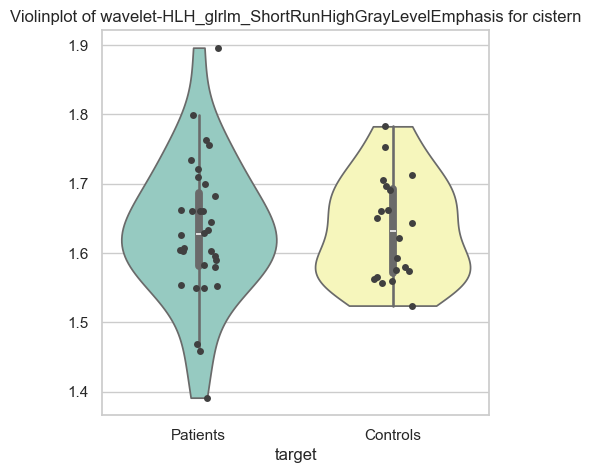 Violinplot of wavelet-HLH_glrlm_ShortRunHighGrayLevelEmphasis for cistern
1.9
1.8
1.7
1.6
1.5
1.4
Patients Controls
target